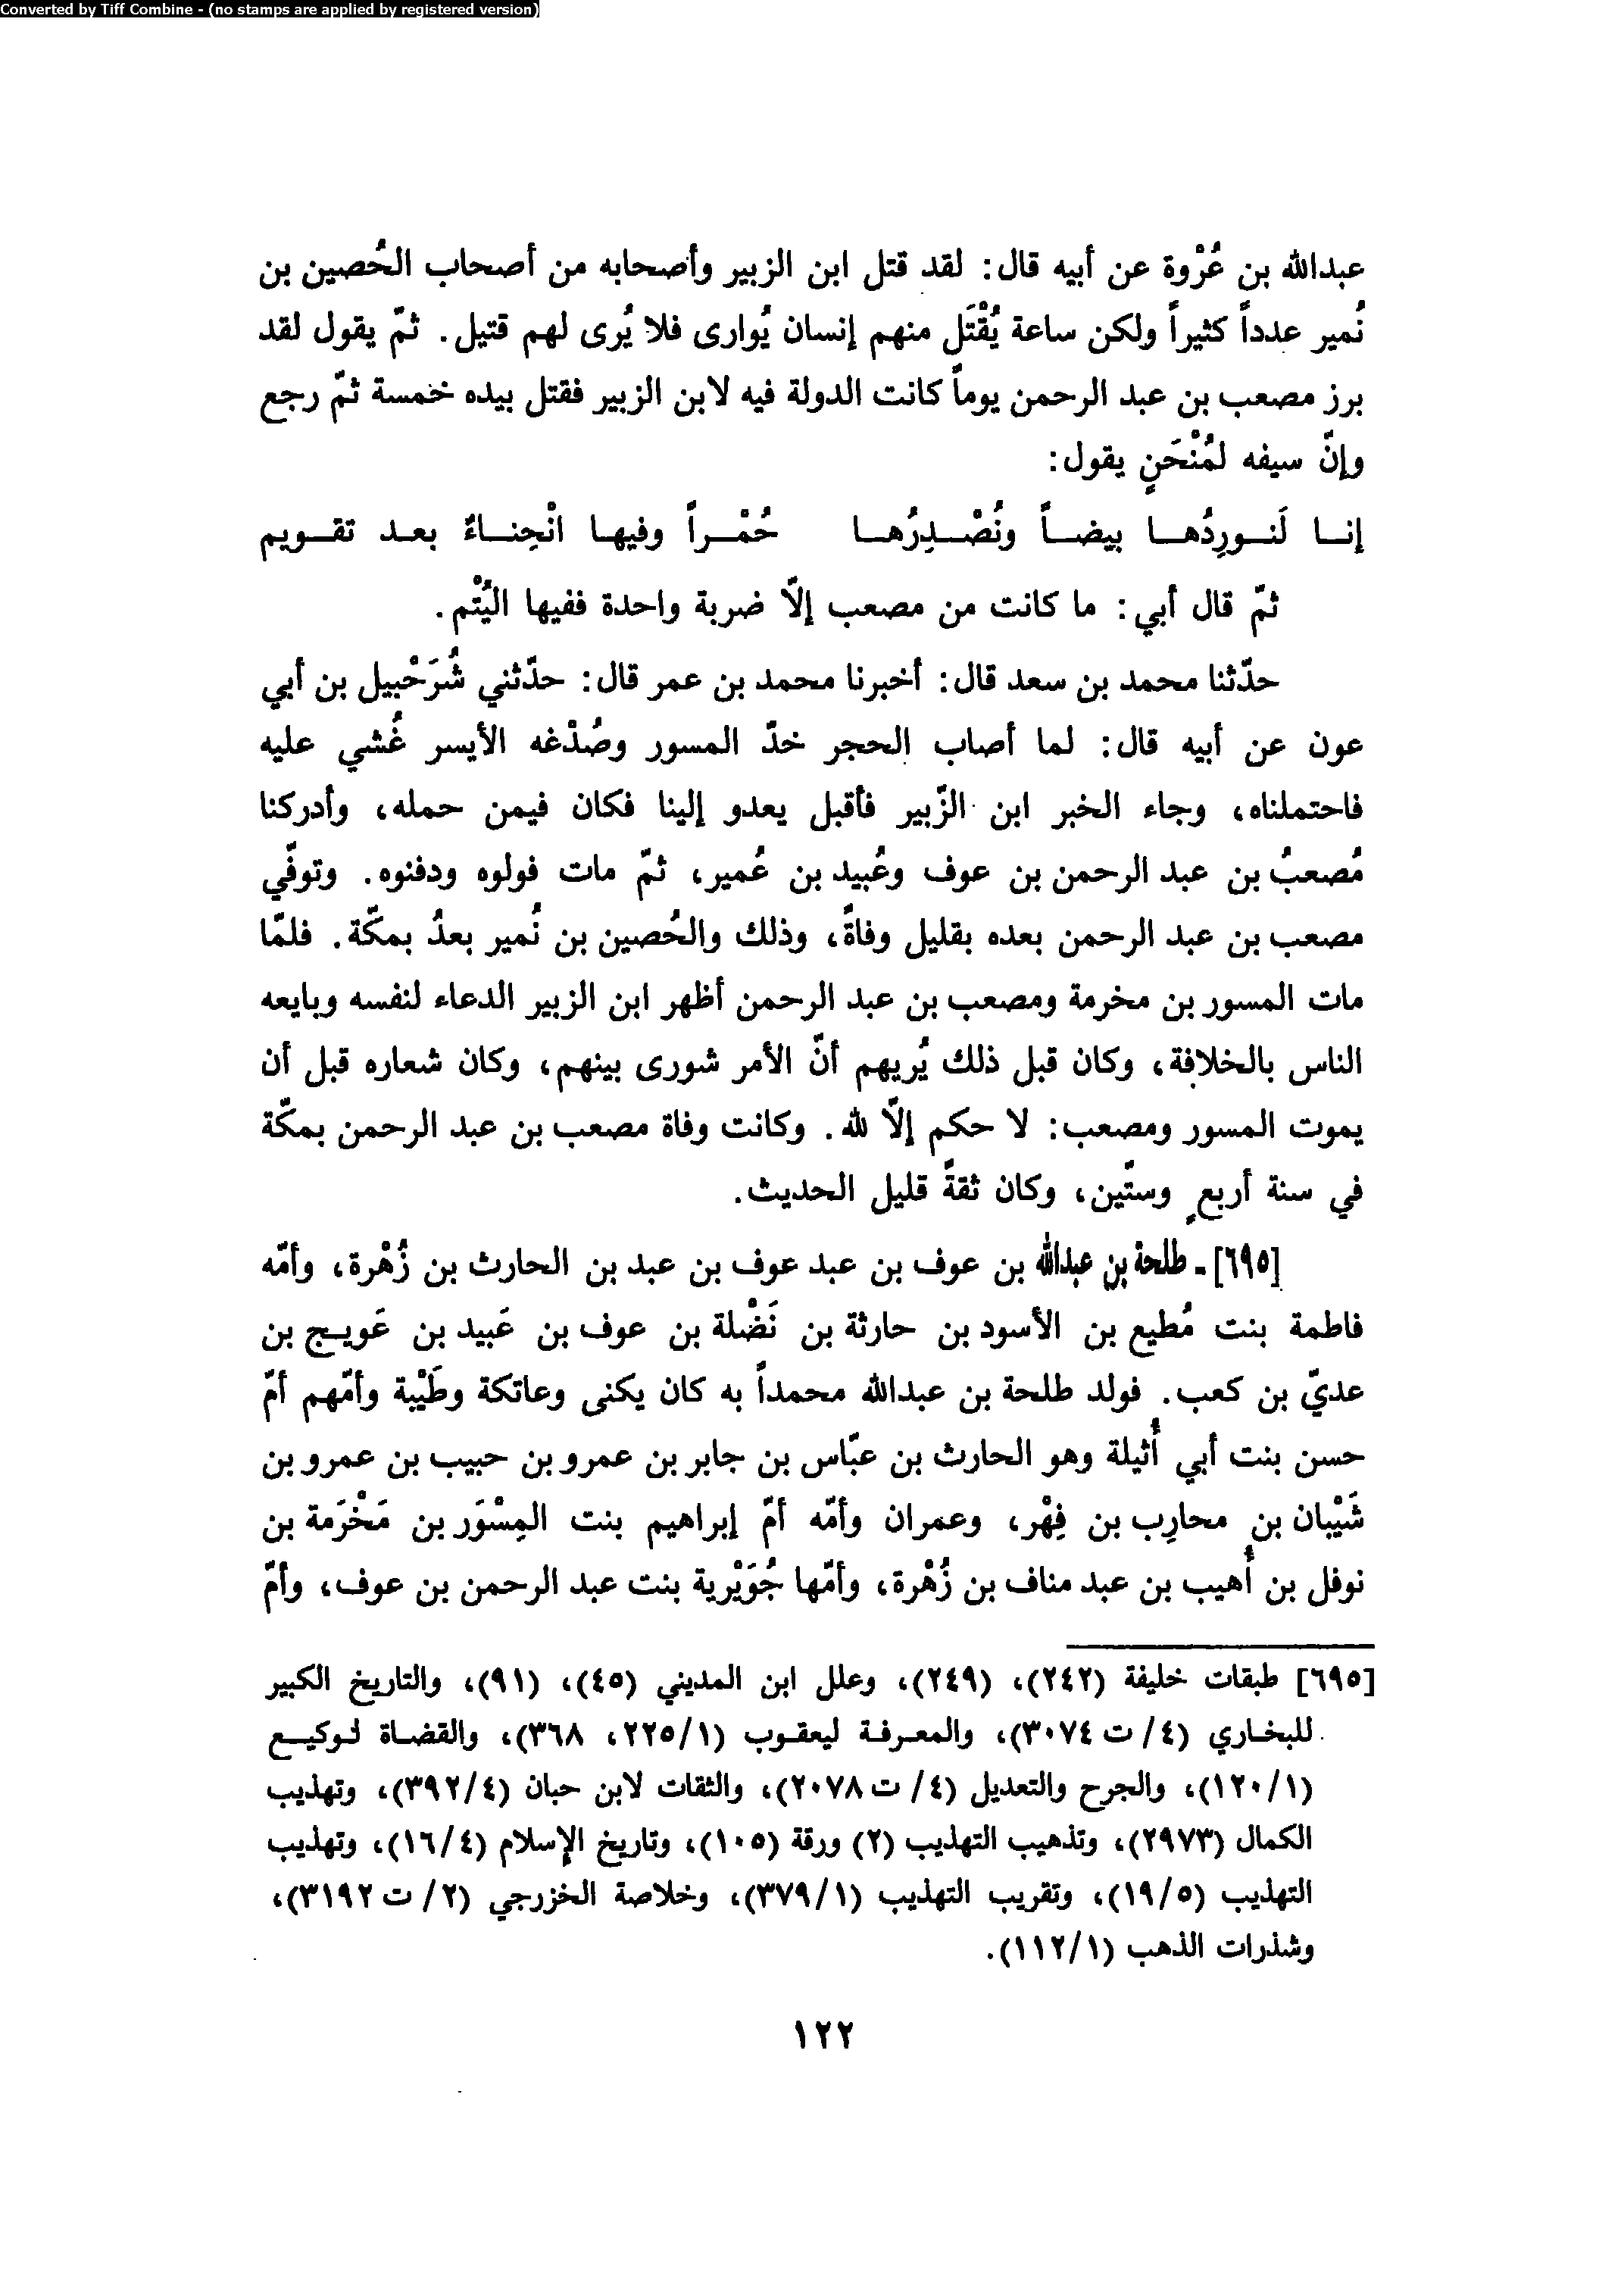 Converted by Tiff Combine - (no stamps are applied by registered version)
عبدالله بن عُرْوة عن أبيه قال: لقد قتل ابن الزبير وأصحابه من أصحاب الحُصين بن
نُمير عدداً كثيراً ولكن ساعة يُقْتَل منهم إنسان يُوارى فلا يُرى لهم قتيل. ثمّ يقول لقد
برز مصعب بن عبد الرحمن يوماً كانت الدولة فيه لابن الزبير فقتل بيده خمسة ثمّ رجع
وإنّ سيفه لمُنْحَنٍ يقول:
إنــا لَنــورِدُهــا بيضــاً ونُصْــدِرُهــا حُمْــراً وفيهــا انْحِنــاءٌ بعــد تقــويم
ثمّ قال أبي: ما كانت من مصعب إلاّ ضربة واحدة ففيها اليُتْم.
حدّثنا محمد بن سعد قال: أخبرنا محمد بن عمر قال: حدّثني شُرَحْبيل بن أبي
عون عن أبيه قال: لما أصاب الحجر خدّ المسور وصُدْغه الأيسر غُشي عليه
فاحتملناه، وجاء الخبر ابن الزّبير فأقبل يعدو إلينا فكان فيمن حمله، وأدركنا
مُصعبُ بن عبد الرحمن بن عوف وعُبيد بن عُمير، ثمّ مات فولوه ودفنوه. وتوفّي
مصعب بن عبد الرحمن بعده بقليل وفاةً، وذلك والحُصين بن نُمير بعدُ بمكّة. فلمّا
مات المسور بن مخرمة ومصعب بن عبد الرحمن أظهر ابن الزبير الدعاء لنفسه وبايعه
الناس بالخلافة، وكان قبل ذلك يُريهم أنّ الأمر شورى بينهم، وكان شعاره قبل أن
يموت المسور ومصعب: لا حكم إلاّ لله. وكانت وفاة مصعب بن عبد الرحمن بمكّة
في سنة أربعٍ وستّين، وكان ثقةً قليل الحديث.
[٦٩٥]- طلحة بن عبدالله بن عوف بن عبد عوف بن عبد بن الحارث بن زُهْرة، وأمّه
فاطمة بنت مُطيع بن الأسود بن حارثة بن نَضْلة بن عوف بن عَبيد بن عَويج بن
عديّ بن كعب. فولد طلحة بن عبدالله محمداً به كان يكنى وعاتكة وطَيْبة وأمّهم أمّ
حسن بنت أبي أُثيلة وهو الحارث بن عبّاس بن جابر بن عمرو بن حبيب بن عمرو بن
شَيْبان بن محارِب بن فِهْر، وعمران وأمّه أمّ إبراهيم بنت المِسْوَر بن مَخْرَمة بن
نوفل بن أُهيب بن عبد مناف بن زُهْرة، وأمّها جُوَيْرية بنت عبد الرحمن بن عوف، وأمّ
[٦٩٥] طبقات خليفة (٢٤٢)، (٢٤٩)، وعلل ابن المديني (٤٥)، (٩١)، والتاريخ الكبير
للبخاري (٤/ ت ٣٠٧٤)، والمعرفة ليعقوب (٢٢٥/١، ٣٦٨)، والقضاة لوكيع
(١٢٠/١)، والجرح والتعديل (٤/ ت ٢٠٧٨)، والثقات لابن حبان (٣٩٢/٤)، وتهذيب
الكمال (٢٩٧٣)، وتذهيب التهذيب (٢) ورقة (١٠٥)، وتاريخ الإسلام (١٦/٤)، وتهذيب
التهذيب (١٩/٥)، وتقريب التهذيب (٣٧٩/١)، وخلاصة الخزرجي (٢/ ت ٣١٩٢)،
وشذرات الذهب (١١٢/١).
١٢٢